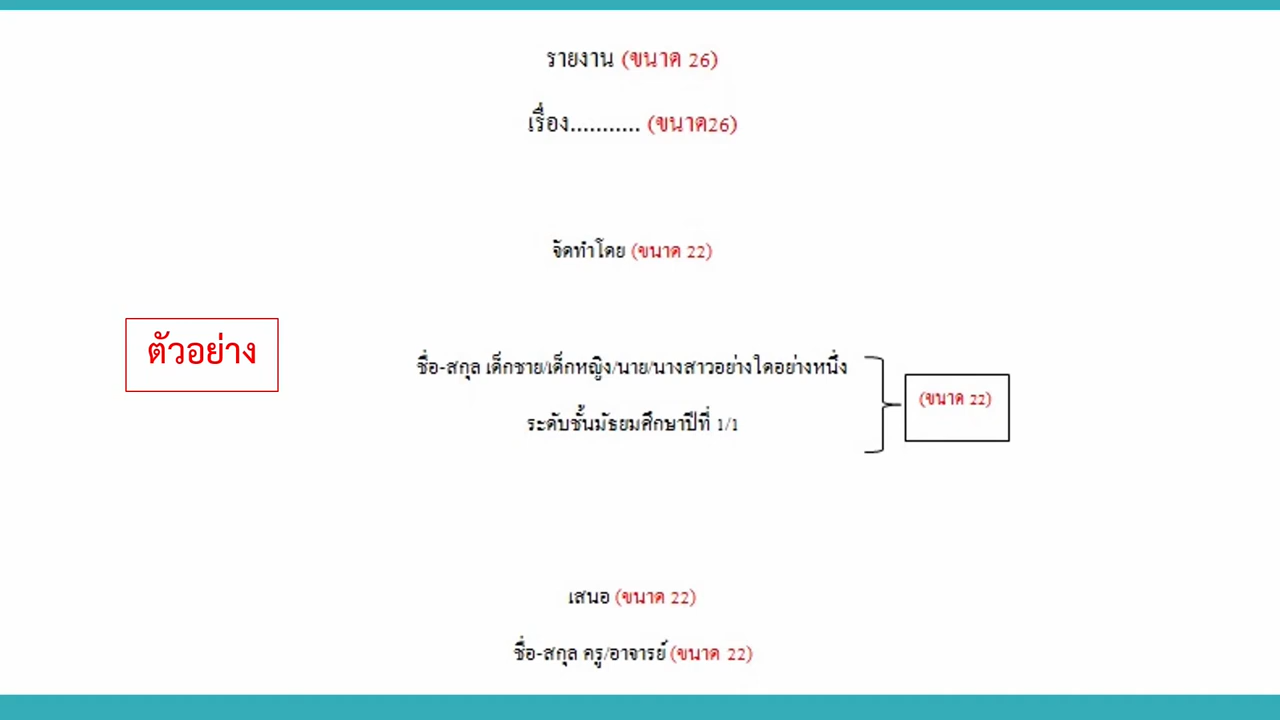 รายงาน (ขนาด 26)
เรื่อง........... (ขนาด26)
จัดทำโดย (ขนาด 22)
ตัวอย่าง
ชื่อ-สกุล เด็กชาย/เด็กหญิง/นาย/นางสาวอย่างใดอย่างหนึ่ง
(ขนาด 22)
ระดับชั้นมัธยมศึกษาปีที่ 1/1
เสนอ (ขนาด 22)
ชื่อ-สกุล ครู/อาจารย์ (ขนาด 22)